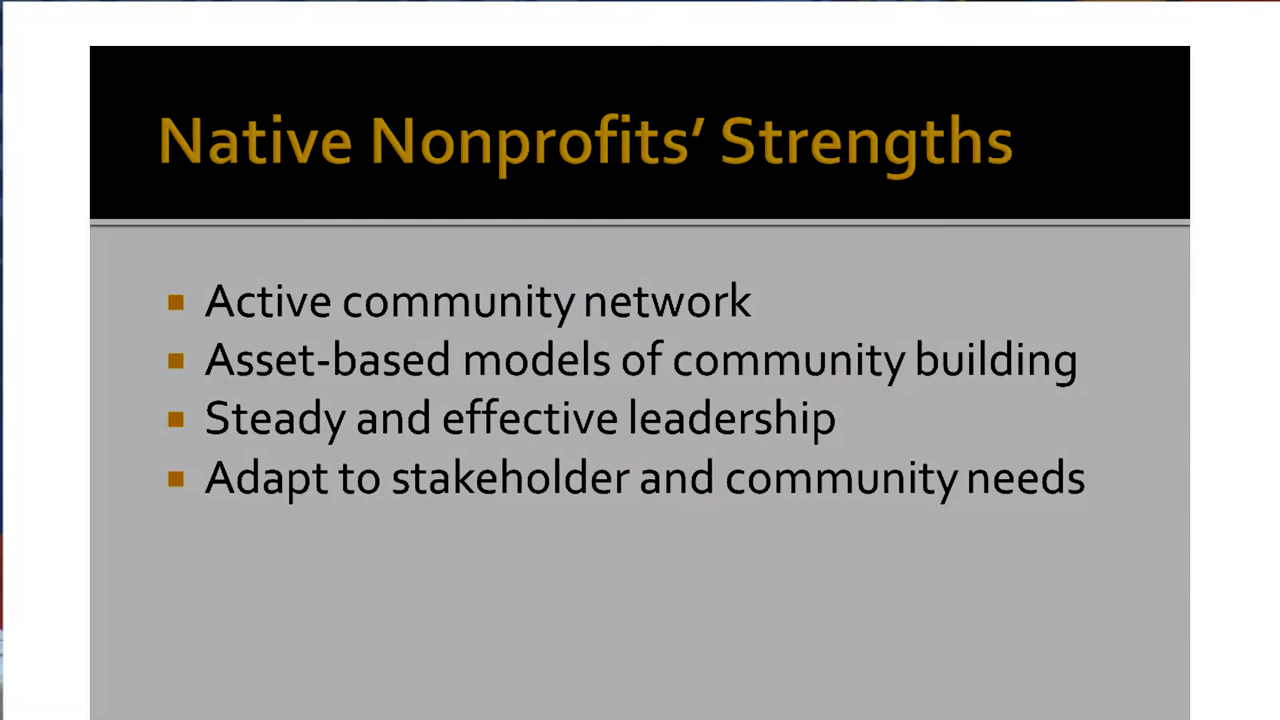 Native Nonprofits’ Strengths
Active community network
Asset-based models of community building
Steady and effective leadership
Adapt to stakeholder and community needs